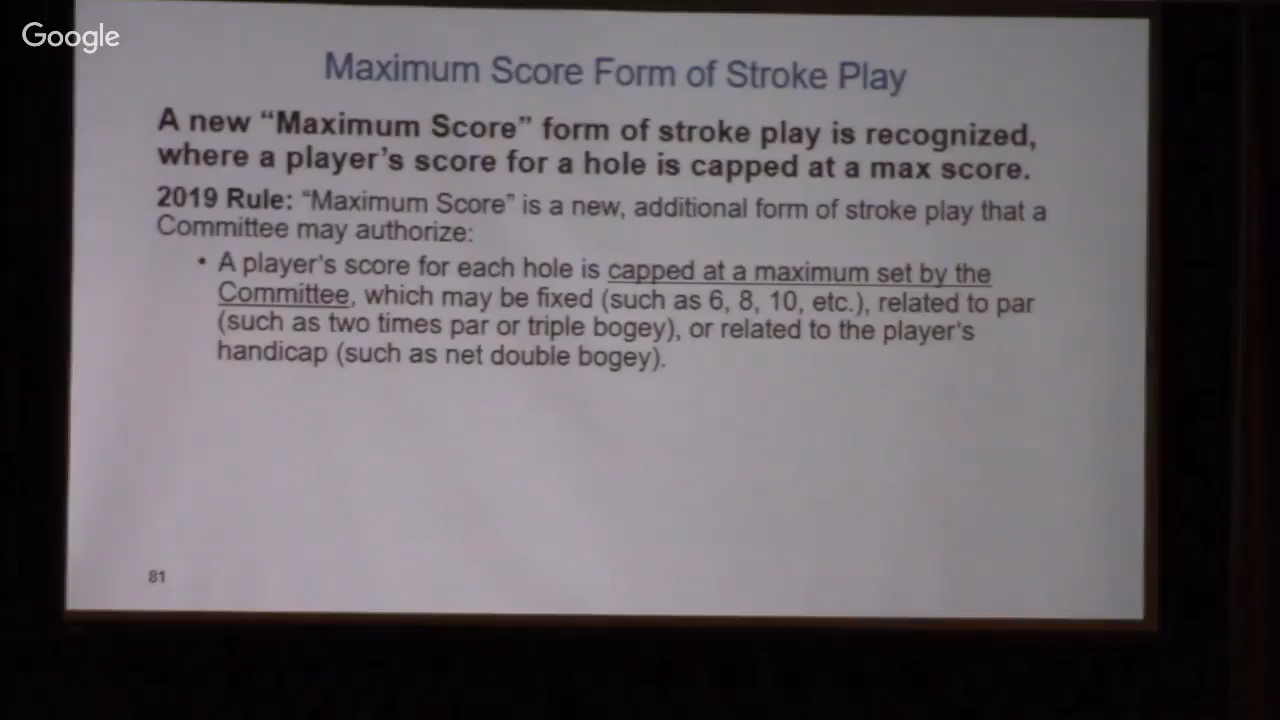 Google
Maximum Score Form of Stroke Play
A new “Maximum Score” form of stroke play is recognized,
where a player’s score for a hole is capped at a max score.
2019 Rule: “Maximum Score” is a new, additional form of stroke play that a
Committee may authorize:
• A player's score for each hole is capped at a maximum set by the
Committee, which may be fixed (such as 6, 8, 10, etc.), related to par
(such as two times par or triple bogey), or related to the player's
handicap (such as net double bogey).
81